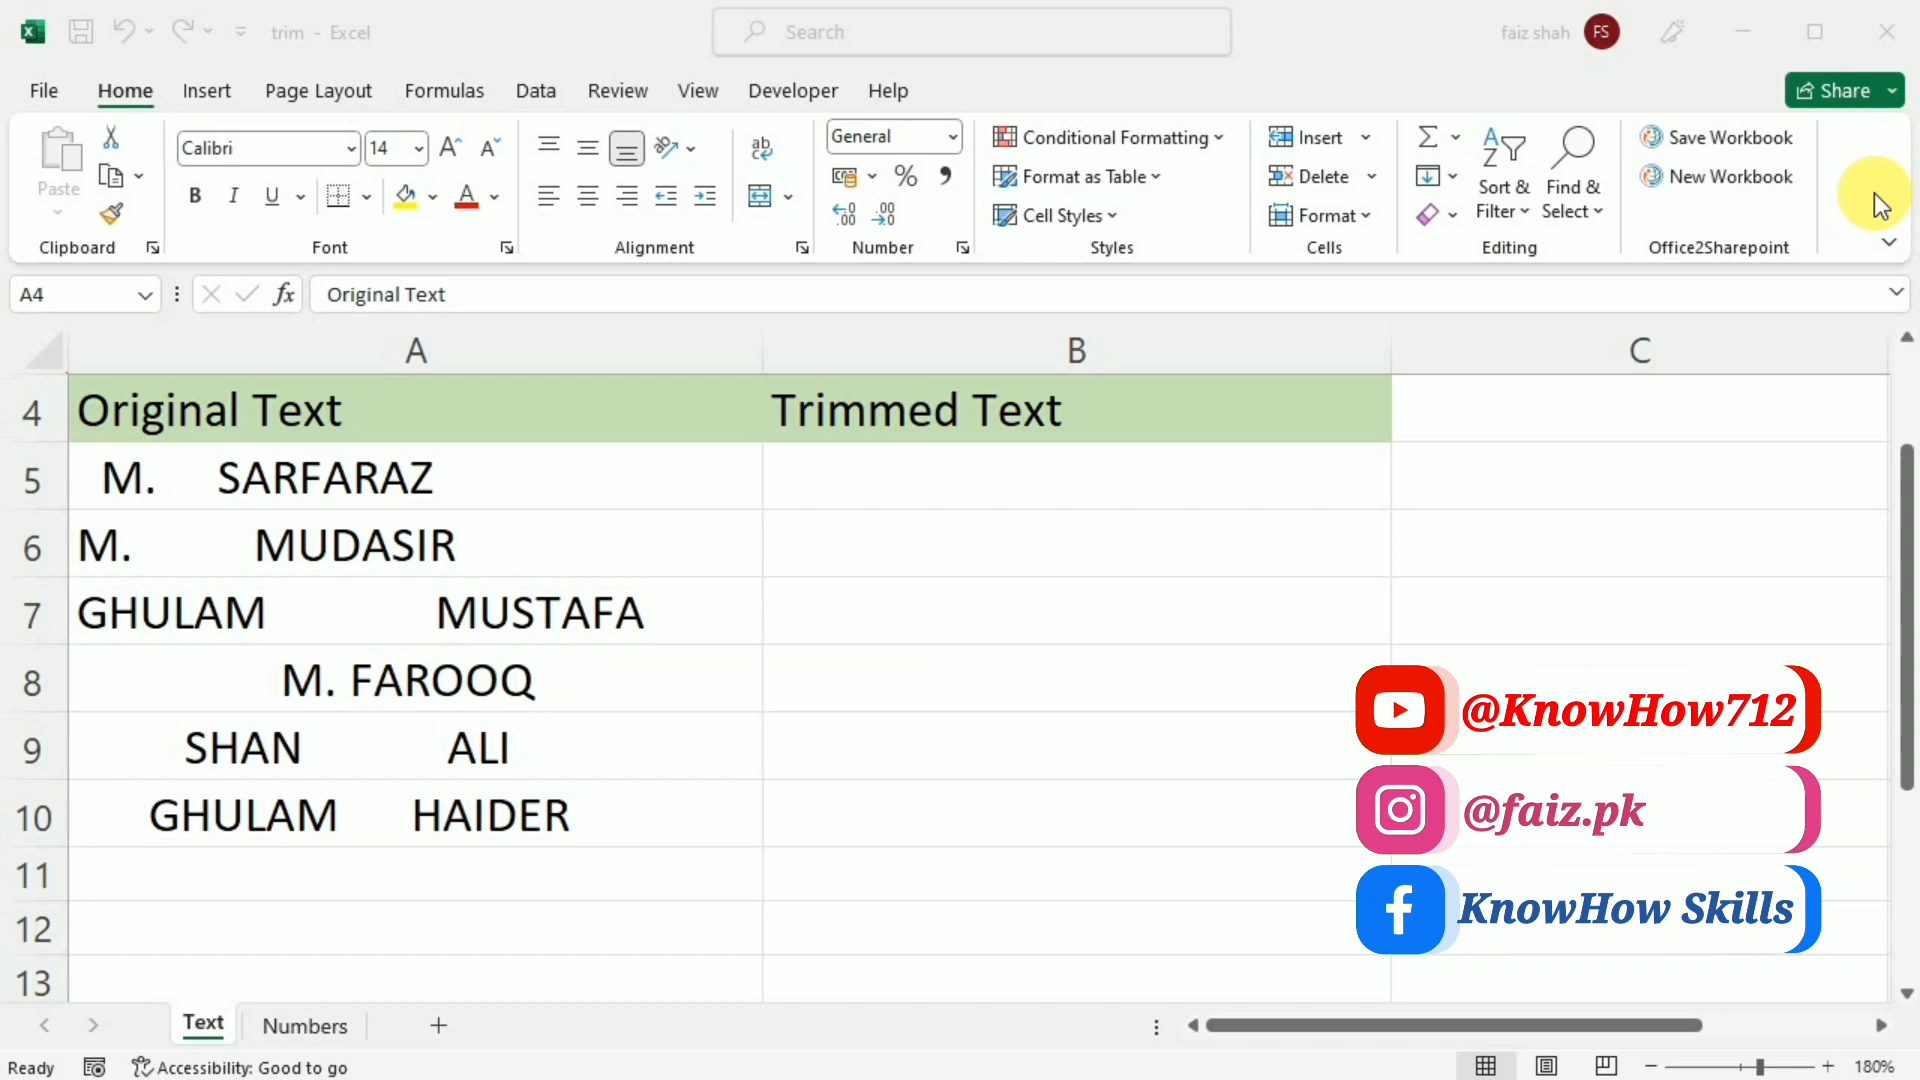 trim - Excel
Search
faiz shah FS
File Home Insert Page Layout Formulas Data Review View Developer Help Share
Paste
Clipboard
Calibri 14
B I U
Font
ab
Alignment
General
% 9
.00
Number
Conditional Formatting
Format as Table
Cell Styles
Styles
Insert
Delete
Format
Cells
Sort & Filter
Find & Select
Editing
Save Workbook
New Workbook
Office2Sharepoint
A4 fx Original Text
A B C
4 Original Text Trimmed Text
5 M. SARFARAZ
6 M. MUDASIR
7 GHULAM MUSTAFA
8 M. FAROOQ
9 SHAN ALI
10 GHULAM HAIDER
11
12
13
@KnowHow712
@faiz.pk
KnowHow Skills
Text Numbers
Ready Accessibility: Good to go 180%